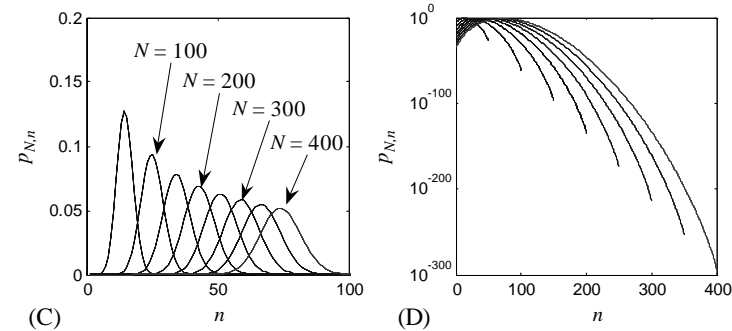 0.2
0.15
0.1
0.05
0
p_{N,n}
N = 100
N = 200
N = 300
N = 400
0
50
100
n
(C)
10^0
10^{-100}
10^{-200}
10^{-300}
p_{N,n}
0
100
200
300
400
n
(D)